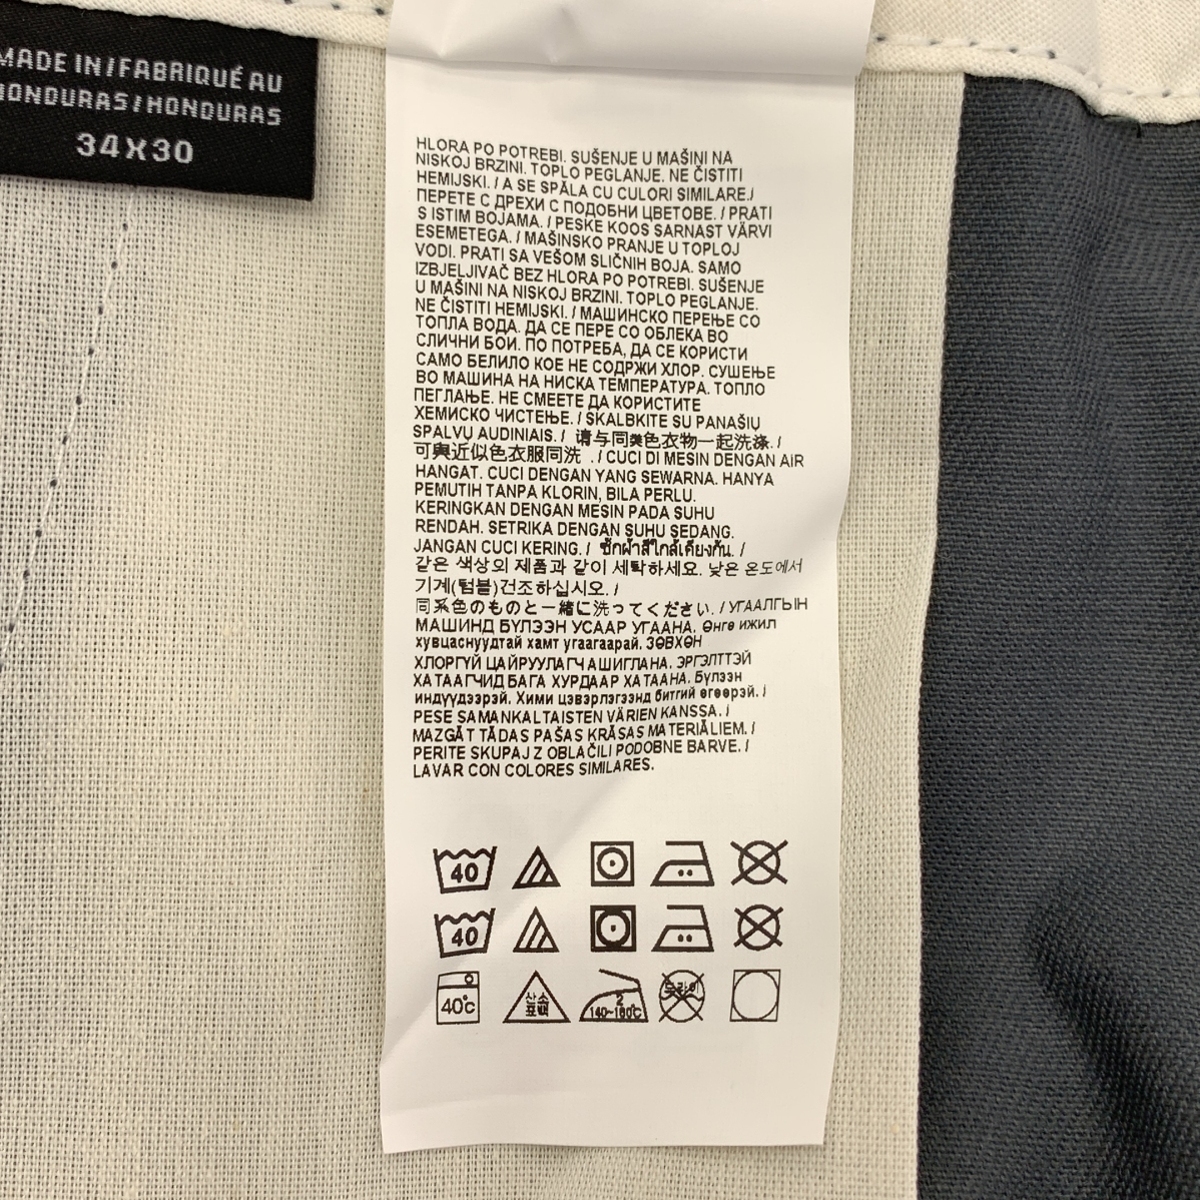 MADE IN / FABRIQUÉ AU
HONDURAS / HONDURAS
34X30
HLORA PO POTREBI. SUŠENJE U MAŠINI NA
NISKOJ BRZINI. TOPLO PEGLANJE. NE ČISTITI
HEMIJSKI. / A SE SPĂLA CU CULORI SIMILARE./
ПЕРЕТЕ С ДРЕХИ С ПОДОБНИ ЦВЕТОВЕ. / PRATI
S ISTIM BOJAMA. / PESKE KOOS SARNAST VÄRVI
ESEMETEGA. / MAŠINSKO PRANJE U TOPLOJ
VODI. PRATI SA VEŠOM SLIČNIH BOJA. SAMO
IZBJELJIVAČ BEZ HLORA PO POTREBI. SUŠENJE
U MAŠINI NA NISKOJ BRZINI. TOPLO PEGLANJE.
NE ČISTITI HEMIJSKI. / МАШИНСКО ПЕРЕЊЕ СО
ТОПЛА ВОДА. ДА СЕ ПЕРЕ СО ОБЛЕКА ВО
СЛИЧНИ БОИ. ПО ПОТРЕБА, ДА СЕ КОРИСТИ
САМО БЕЛИЛО КОЕ НЕ СОДРЖИ ХЛОР. СУШЕЊЕ
ВО МАШИНА НА НИСКА ТЕМПЕРАТУРА. ТОПЛО
ПЕГЛАЊЕ. НЕ СМЕЕТЕ ДА КОРИСТИТЕ
ХЕМИСКО ЧИСТЕЊЕ. / SKALBKITE SU PANAŠIŲ
SPALVŲ AUDINIAIS. / 请与同类色衣物一起洗涤. /
可與近似色衣服同洗 . / CUCI DI MESIN DENGAN AIR
HANGAT. CUCI DENGAN YANG SEWARNA. HANYA
PEMUTIH TANPA KLORIN, BILA PERLU.
KERINGKAN DENGAN MESIN PADA SUHU
RENDAH. SETRIKA DENGAN SUHU SEDANG.
JANGAN CUCI KERING. / ซักผ้าสีใกล้เคียงกัน. /
같은 색상의 제품과 같이 세탁하세요. 낮은 온도에서
기계(텀블)건조하십시오. /
同系色のものと一緒に洗ってください. / УГААЛГЫН
МАШИНД БҮЛЭЭН УСААР УГААНА. Өнгө ижил
хувцаснуудтай хамт угаагаарай. ЗӨВХӨН
ХЛОРГҮЙ ЦАЙРУУЛАГЧ АШИГЛАНА. ЭРГЭЛТТЭЙ
ХАТААГЧИД БАГА ХУРДААР ХАТААНА. Бүлээн
индүүдээрэй. Хими цэвэрлэгээнд битгий өгөөрэй. /
PESE SAMANKALTAISTEN VÄRIEN KANSSA. /
MAZGĀT TĀDAS PAŠAS KRĀSAS MATERIĀLIEM. /
PERITE SKUPAJ Z OBLAČILI PODOBNE BARVE. /
LAVAR CON COLORES SIMILARES.
40
40
40℃ 산소 표백 2 140~160℃ 드라이